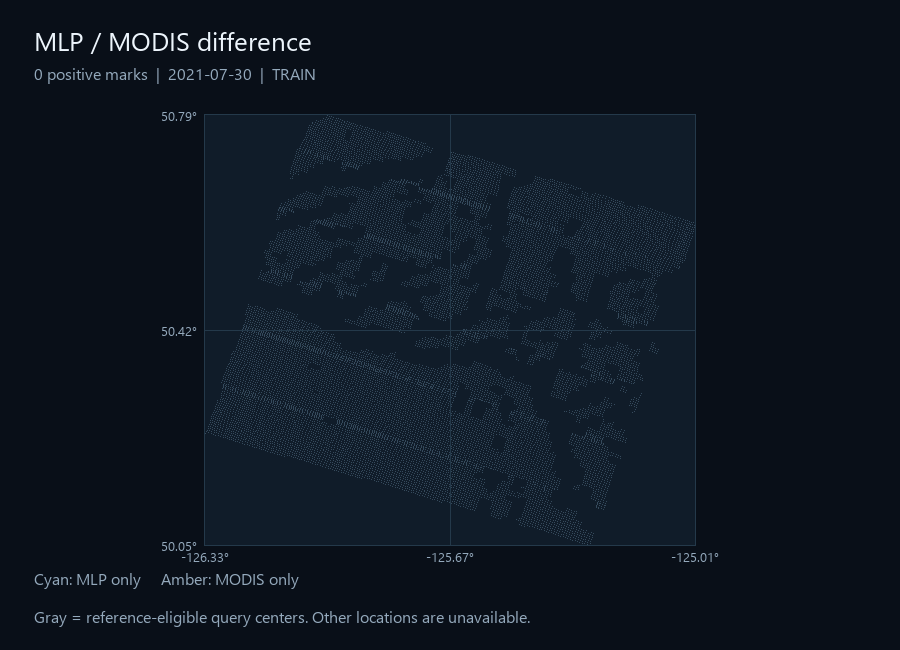 MLP / MODIS difference
0 positive marks | 2021-07-30 | TRAIN
50.79°
50.42°
50.05°
-126.33° -125.67° -125.01°
Cyan: MLP only Amber: MODIS only
Gray = reference-eligible query centers. Other locations are unavailable.